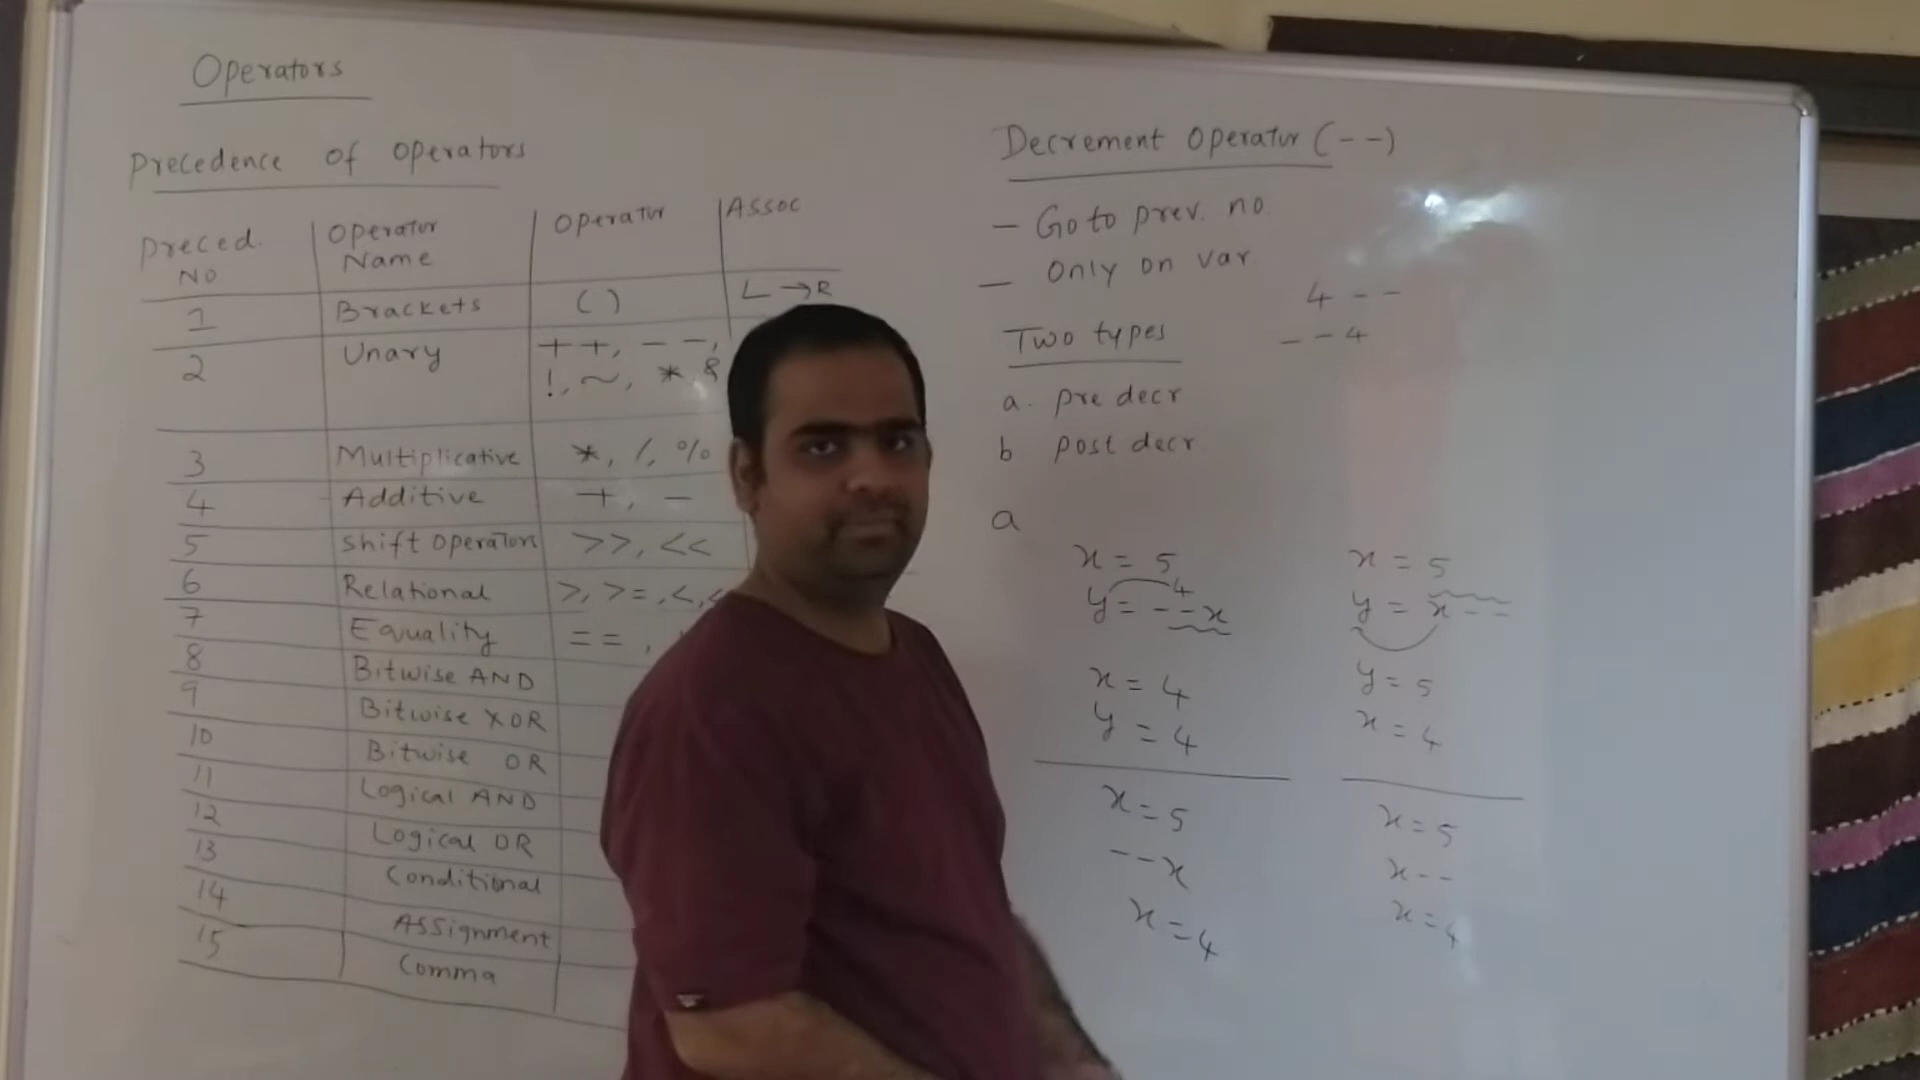 Operators
Precedence of operators
Preced. No | Operator Name | Operator | Assoc
1 Brackets ( ) L → R
2 Unary ++, --,
!, ~, * &
3 Multiplicative *, /, %
4 Additive +, -
5 Shift Operators >>, <<
6 Relational >, >=, <, <
7 Equality == ,
8 Bitwise AND
9 Bitwise XOR
10 Bitwise OR
11 Logical AND
12 Logical OR
13 Conditional
14 Assignment
15 Comma
Decrement Operator (--)
- Go to prev. no.
- Only on var
4 --
-- 4
Two types
a. pre decr
b post decr
a
x = 5
4
y = --x
x = 4
y = 4
x = 5
--x
x = 4
x = 5
y = x--
y = 5
x = 4
x = 5
x--
x = 4